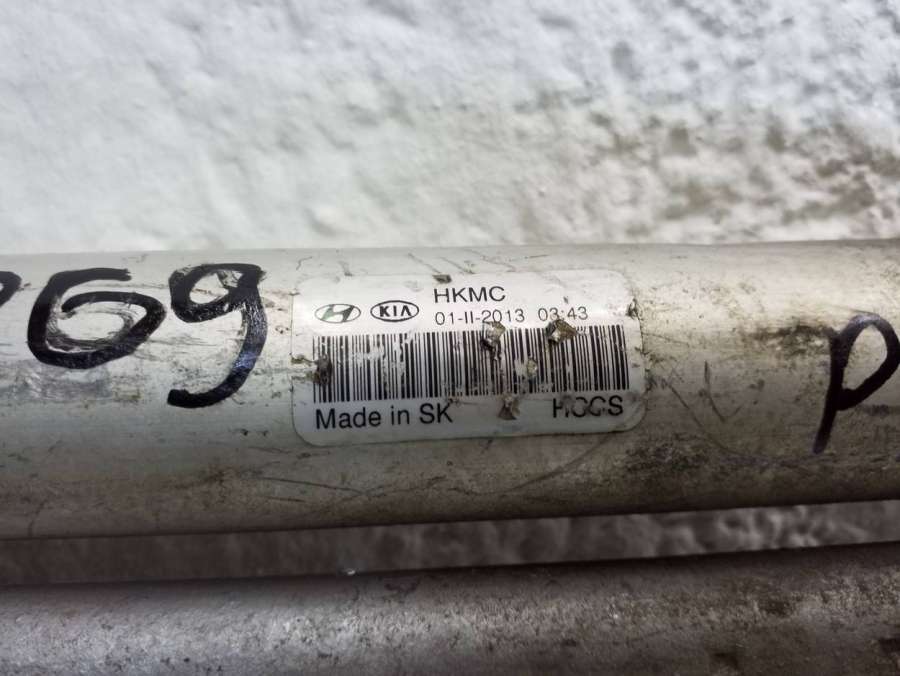 69
KIA
HKMC
01-II-2013 03:43
Made in SK
HCCS
P